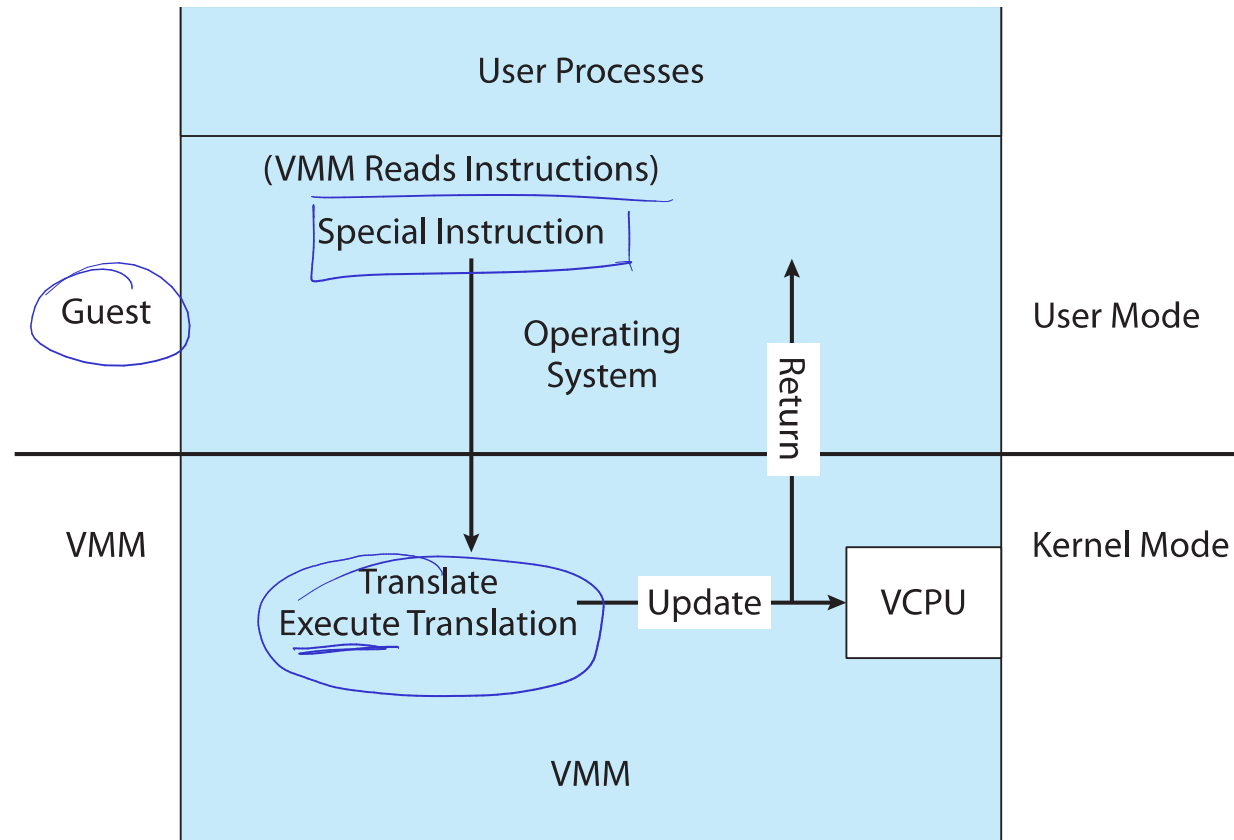 User Processes
(VMM Reads Instructions)
Special Instruction
Guest
Operating
System
User Mode
Return
VMM
Kernel Mode
Translate
Execute Translation
Update
VCPU
VMM